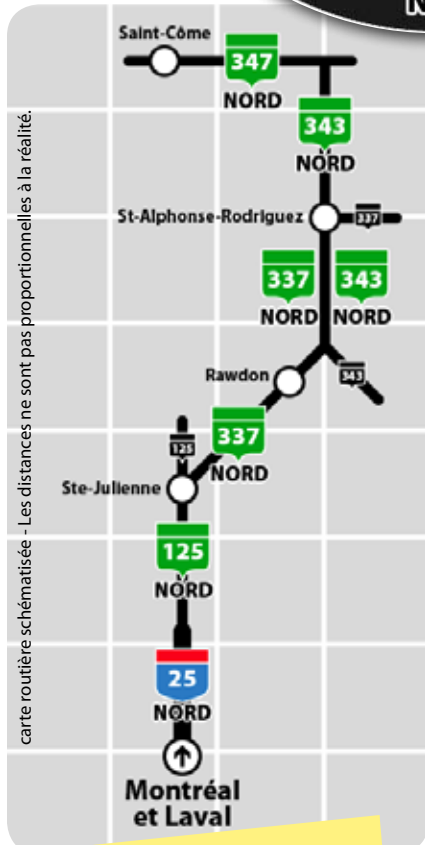 N
Saint-Côme
347
NORD
343
NORD
St-Alphonse-Rodriguez
337
337
343
NORD
NORD
343
Rawdon
337
NORD
125
Ste-Julienne
125
NORD
25
NORD
Montréal
et Laval
carte routière schématisée - Les distances ne sont pas proportionnelles à la réalité.